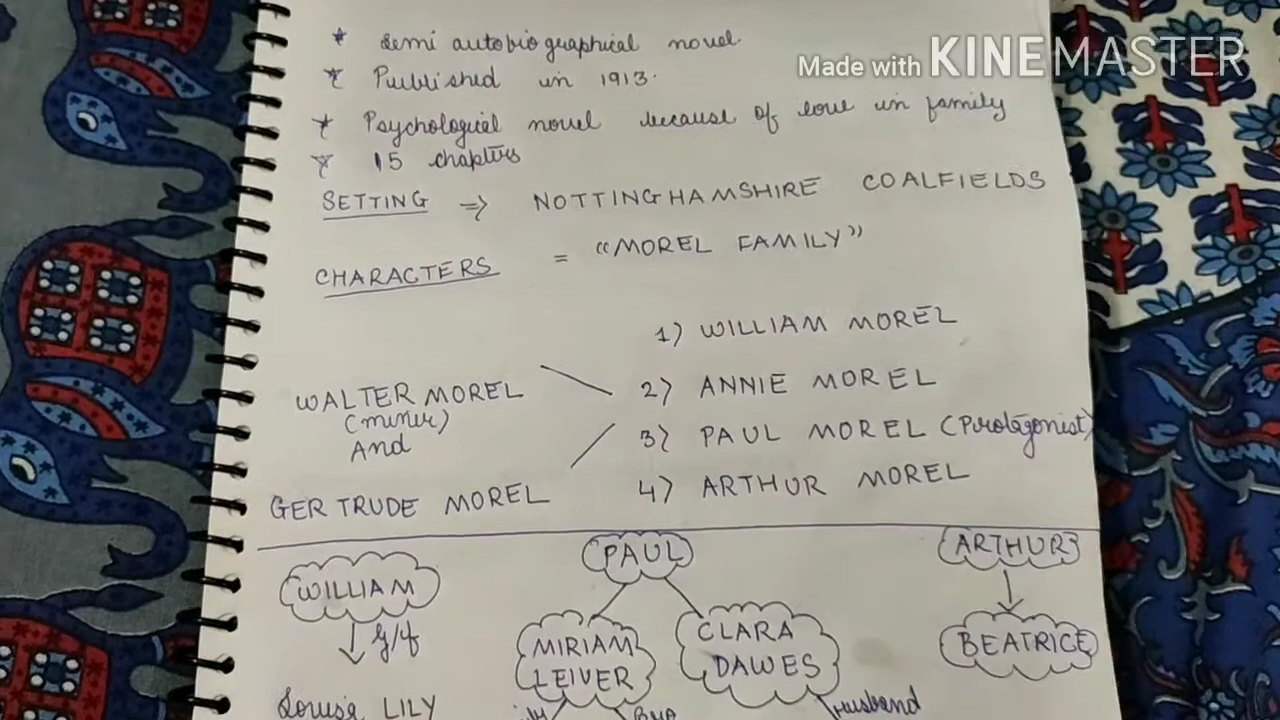 Made with KINEMASTER
* Semi autobiographical novel
* Published in 1913.
* Psychological novel because of love in family
* 15 chapters
SETTING => NOTTINGHAMSHIRE COALFIELDS
CHARACTERS = "MOREL FAMILY"
1) WILLIAM MOREL
WALTER MOREL
2) ANNIE MOREL
(miner)
And
3) PAUL MOREL (Protagonist)
GERTRUDE MOREL
4) ARTHUR MOREL
WILLIAM
PAUL
ARTHUR
g/f
MIRIAM LEIVER
CLARA DAWES
BEATRICE
Louisa LILY
Husband